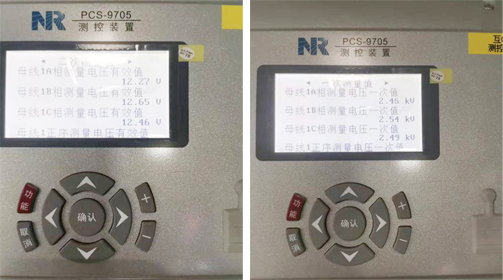 NR PCS-9705
测控装置
母线1A相测量电压有效值
12.27 V
母线1B相测量电压有效值
12.65 V
母线1C相测量电压有效值
12.46 V
母线1正序测量电压有效值
功能
取消
确认
+
-
NR PCS-9705
测控装置
母线1A相测量电压一次值
2.46 kV
母线1B相测量电压一次值
2.54 kV
母线1C相测量电压一次值
2.49 kV
母线1正序测量电压一次值
功能
取消
确认
+
-